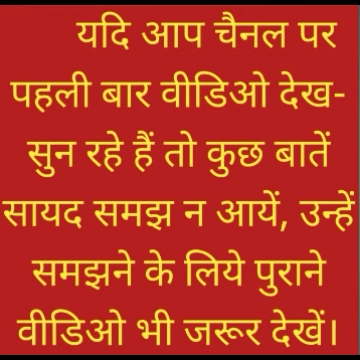 यदि आप चैनल पर
पहली बार वीडिओ देख-
सुन रहे हैं तो कुछ बातें
सायद समझ न आयें, उन्हें
समझने के लिये पुराने
वीडिओ भी जरूर देखें।